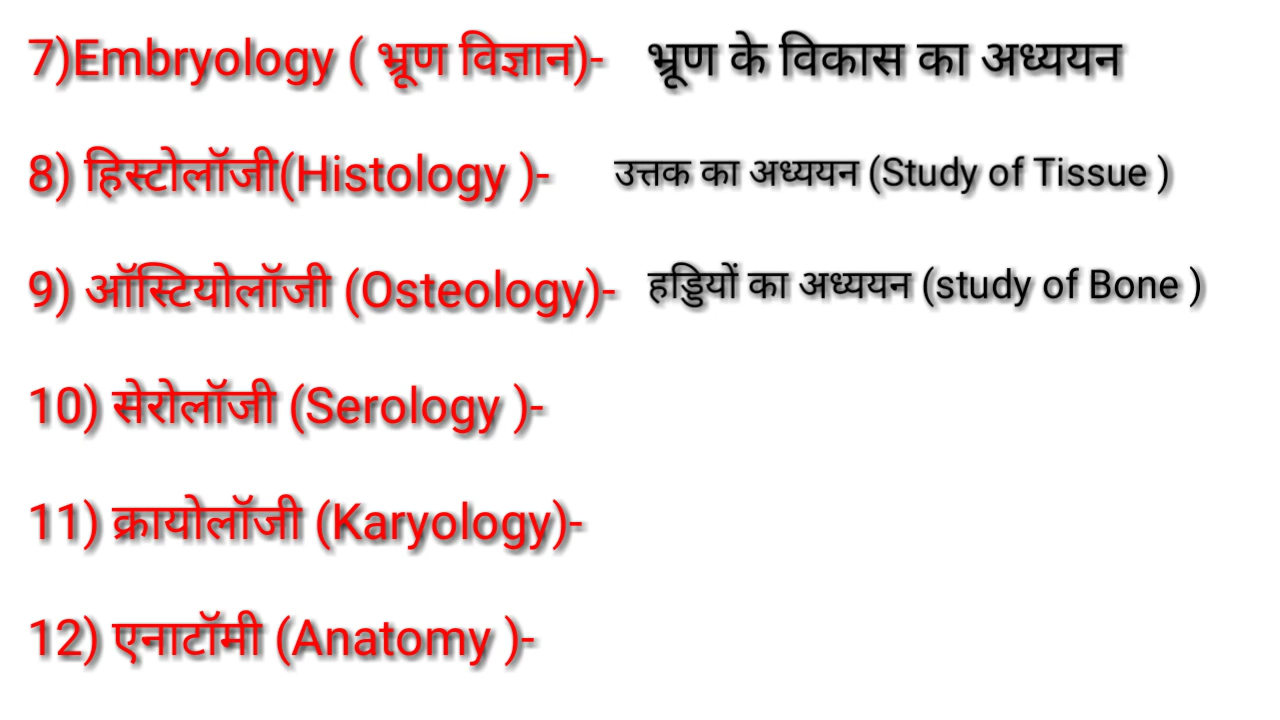 7)Embryology ( भ्रूण विज्ञान)- भ्रूण के विकास का अध्ययन
8) हिस्टोलॉजी(Histology )- उत्तक का अध्ययन (Study of Tissue )
9) ऑस्टियोलॉजी (Osteology)- हड्डियों का अध्ययन (study of Bone )
10) सेरोलॉजी (Serology )-
11) क्रायोलॉजी (Karyology)-
12) एनाटॉमी (Anatomy )-